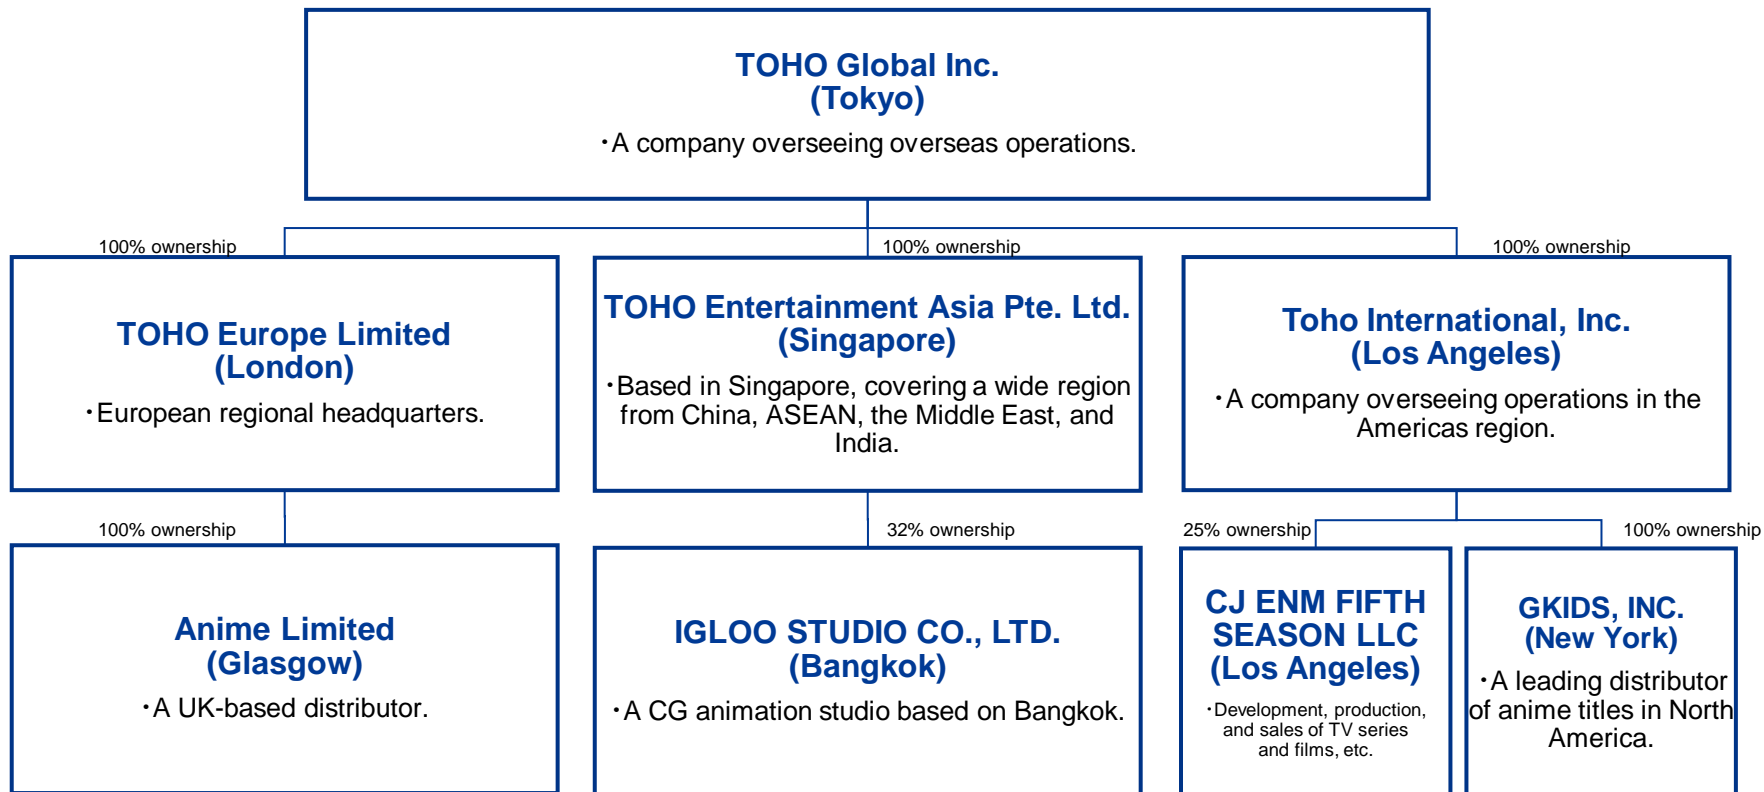 TOHO Global Inc.
(Tokyo)
・A company overseeing overseas operations.
100% ownership
100% ownership
100% ownership
TOHO Europe Limited
(London)
・European regional headquarters.
TOHO Entertainment Asia Pte. Ltd.
(Singapore)
・Based in Singapore, covering a wide region
from China, ASEAN, the Middle East, and
India.
Toho International, Inc.
(Los Angeles)
・A company overseeing operations in the
Americas region.
100% ownership
32% ownership
25% ownership
100% ownership
Anime Limited
(Glasgow)
・A UK-based distributor.
IGLOO STUDIO CO., LTD.
(Bangkok)
・A CG animation studio based on Bangkok.
CJ ENM FIFTH
SEASON LLC
(Los Angeles)
・Development, production,
and sales of TV series
and films, etc.
GKIDS, INC.
(New York)
・A leading distributor
of anime titles in North
America.